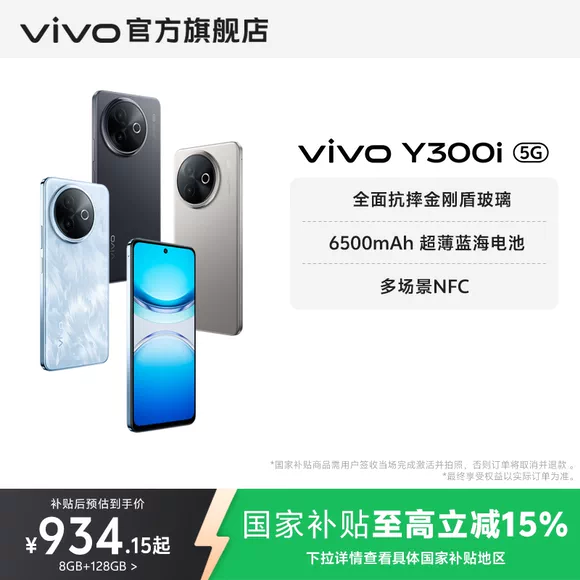 vivo 官方旗舰店
vivo Y300i 5G
全面抗摔金刚盾玻璃
6500mAh 超薄蓝海电池
多场景NFC
vivo
*国家补贴商品需用户签收当场完成激活并拍照，否则订单将取消并退款。
*最终享受权益以实际订单为准。
补贴后预估到手价
¥934.15起
8GB+128GB >
国家补贴至高立减15%
下拉详情查看具体国家补贴地区